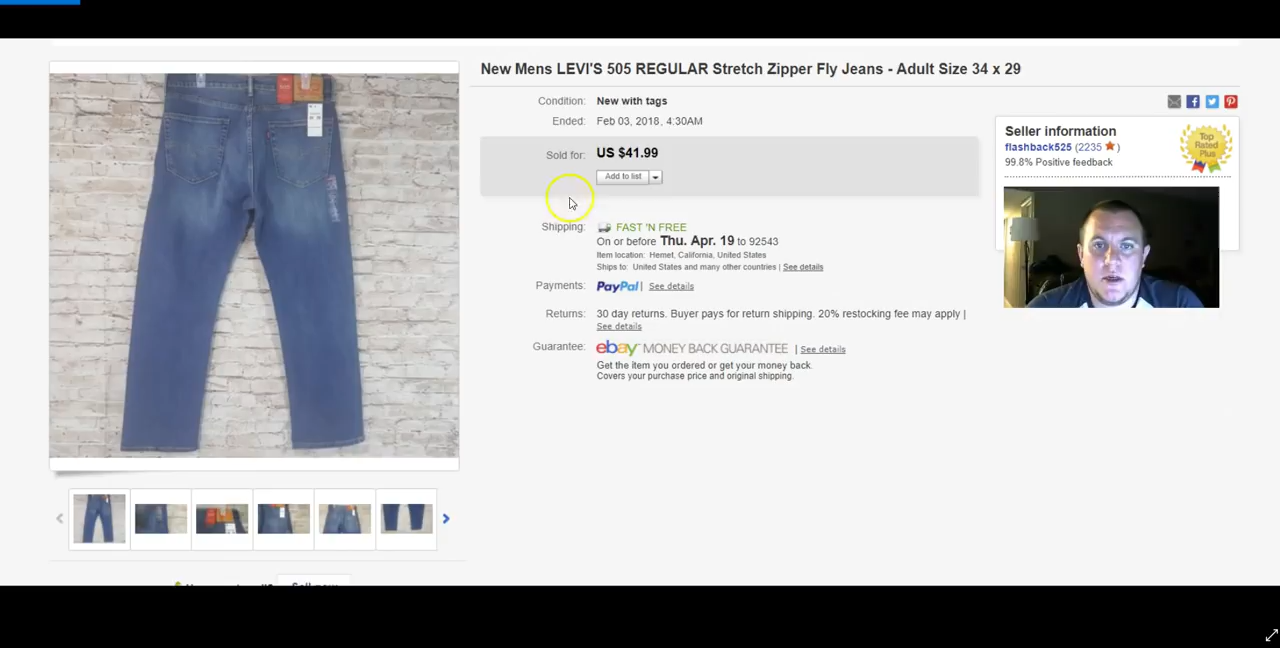 New Mens LEVI'S 505 REGULAR Stretch Zipper Fly Jeans - Adult Size 34 x 29
Condition: New with tags
Ended: Feb 03, 2018, 4:30AM
Sold for: US $41.99
Add to list
Shipping: FAST 'N FREE
On or before Thu. Apr. 19 to 92543
Item location: Hemet, California, United States
Ships to: United States and many other countries | See details
Payments: PayPal | See details
Returns: 30 day returns. Buyer pays for return shipping. 20% restocking fee may apply |
See details
Guarantee: ebay MONEY BACK GUARANTEE | See details
Get the item you ordered or get your money back.
Covers your purchase price and original shipping.
Seller information
flashback525 (2235 )
99.8% Positive feedback
Top
Rated
Plus